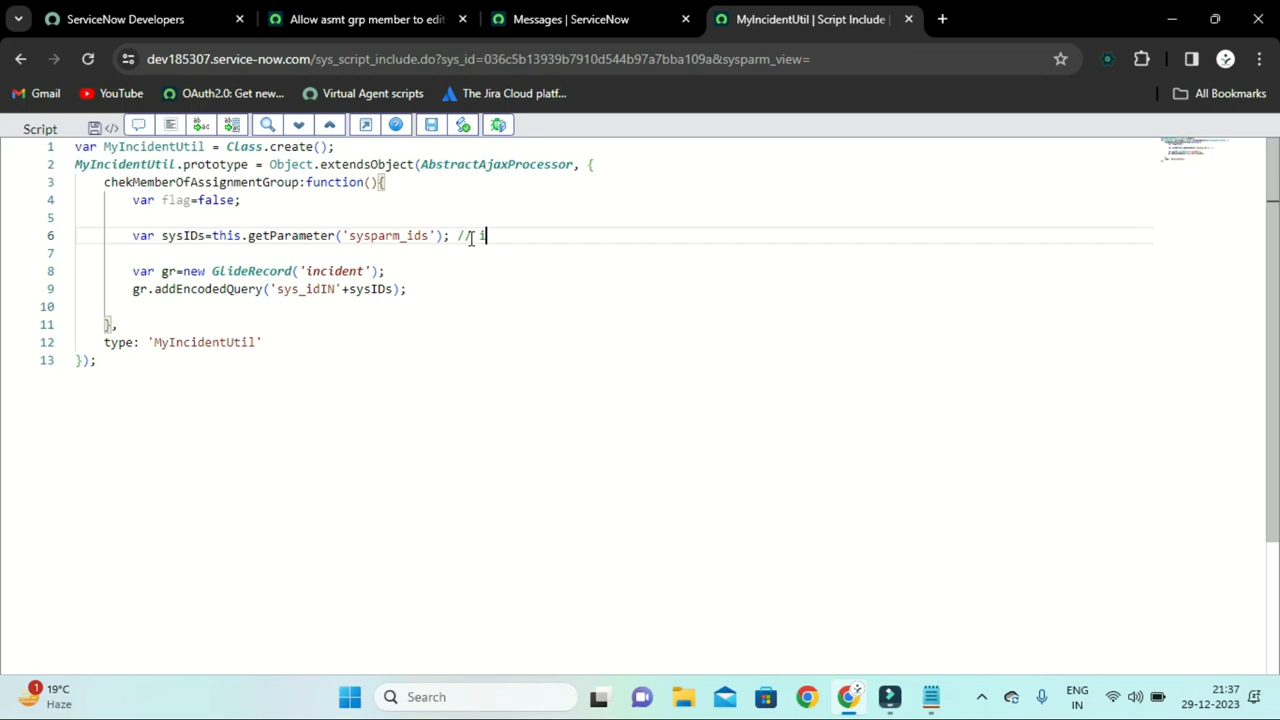 ServiceNow Developers
Allow asmt grp member to edit
Messages | ServiceNow
MyIncidentUtil | Script Include
dev185307.service-now.com/sys_script_include.do?sys_id=036c5b13939b7910d544b97a7bba109a&sysparm_view=
Gmail
YouTube
OAuth2.0: Get new...
Virtual Agent scripts
The Jira Cloud platf...
All Bookmarks
Script
1 var MyIncidentUtil = Class.create();
2 MyIncidentUtil.prototype = Object.extendsObject(AbstractAjaxProcessor, {
3 chekMemberOfAssignmentGroup:function(){
4 var flag=false;
5
6 var sysIDs=this.getParameter('sysparm_ids'); // i
7
8 var gr=new GlideRecord('incident');
9 gr.addEncodedQuery('sys_idIN'+sysIDs);
10
11 },
12 type: 'MyIncidentUtil'
13 });
1
19°C
Haze
Search
ENG
IN
21:37
29-12-2023